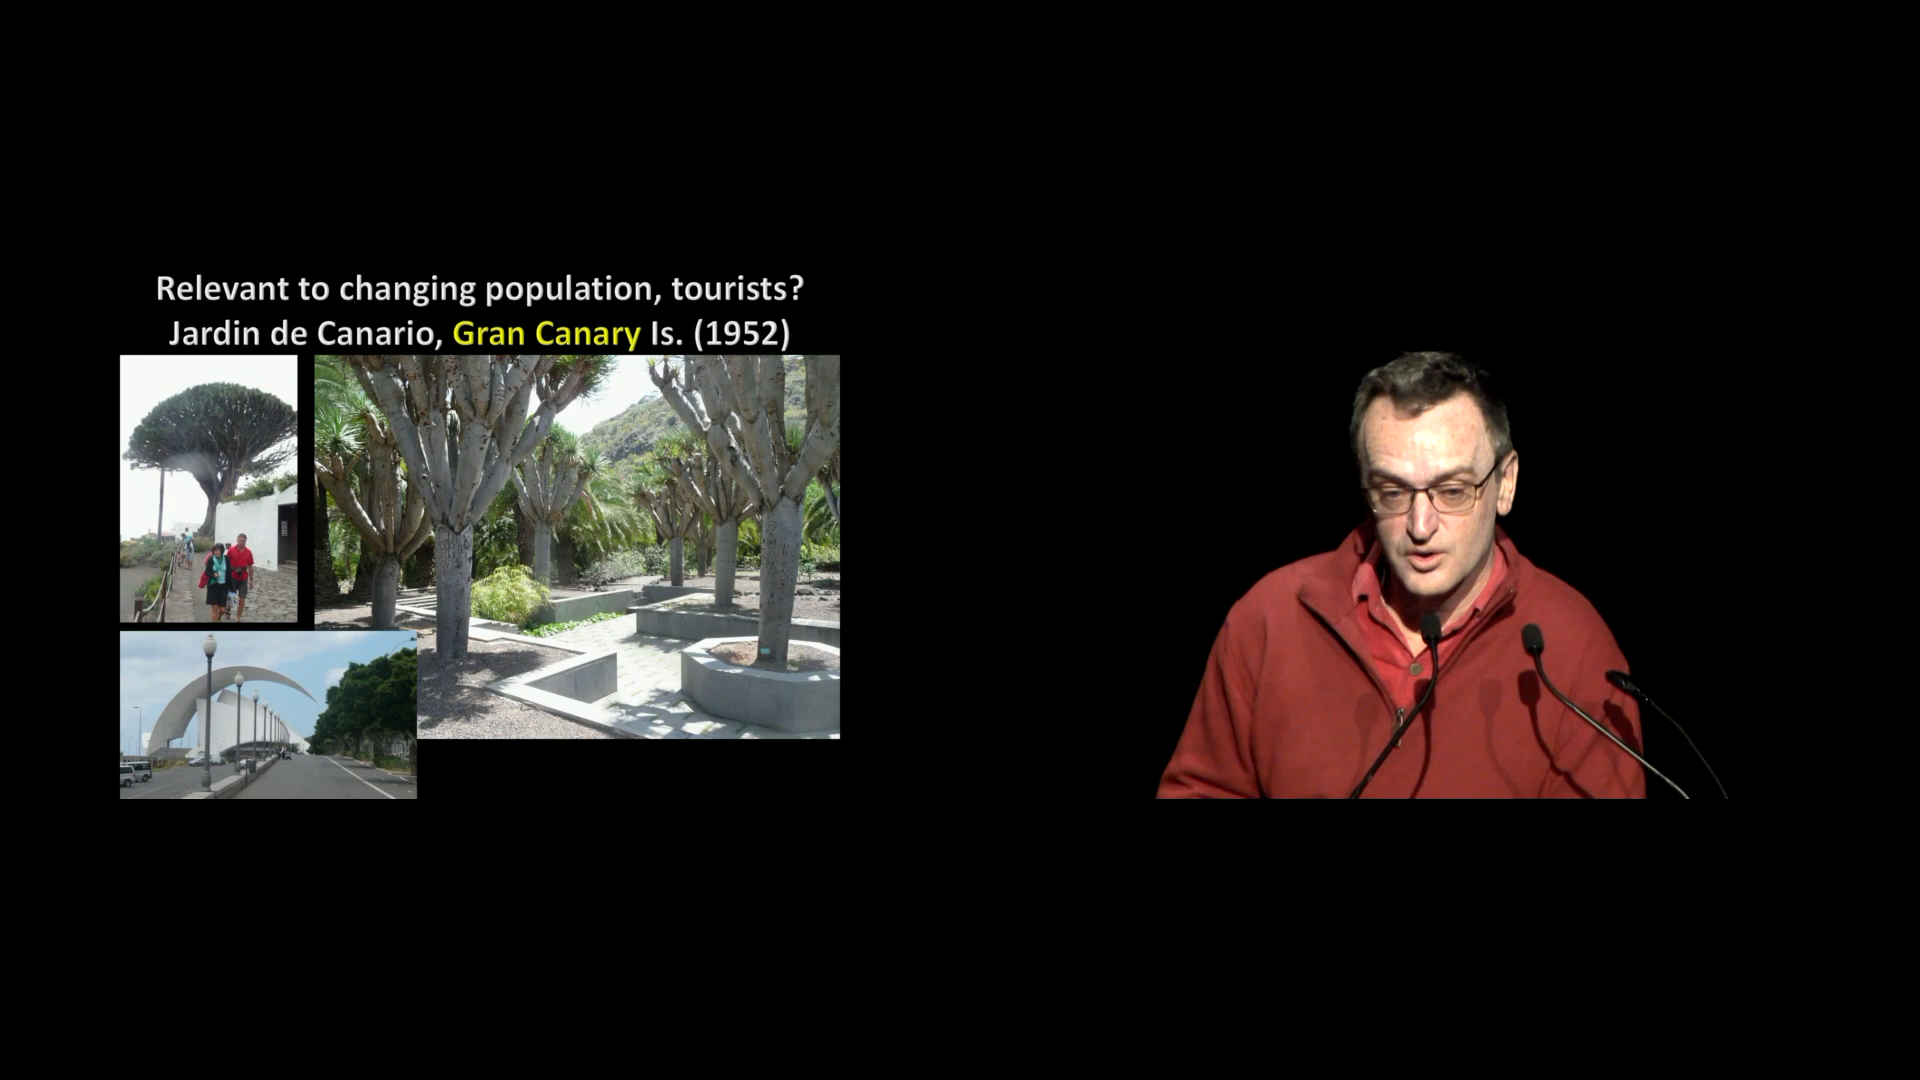 Relevant to changing population, tourists?
Jardin de Canario, Gran Canary Is. (1952)